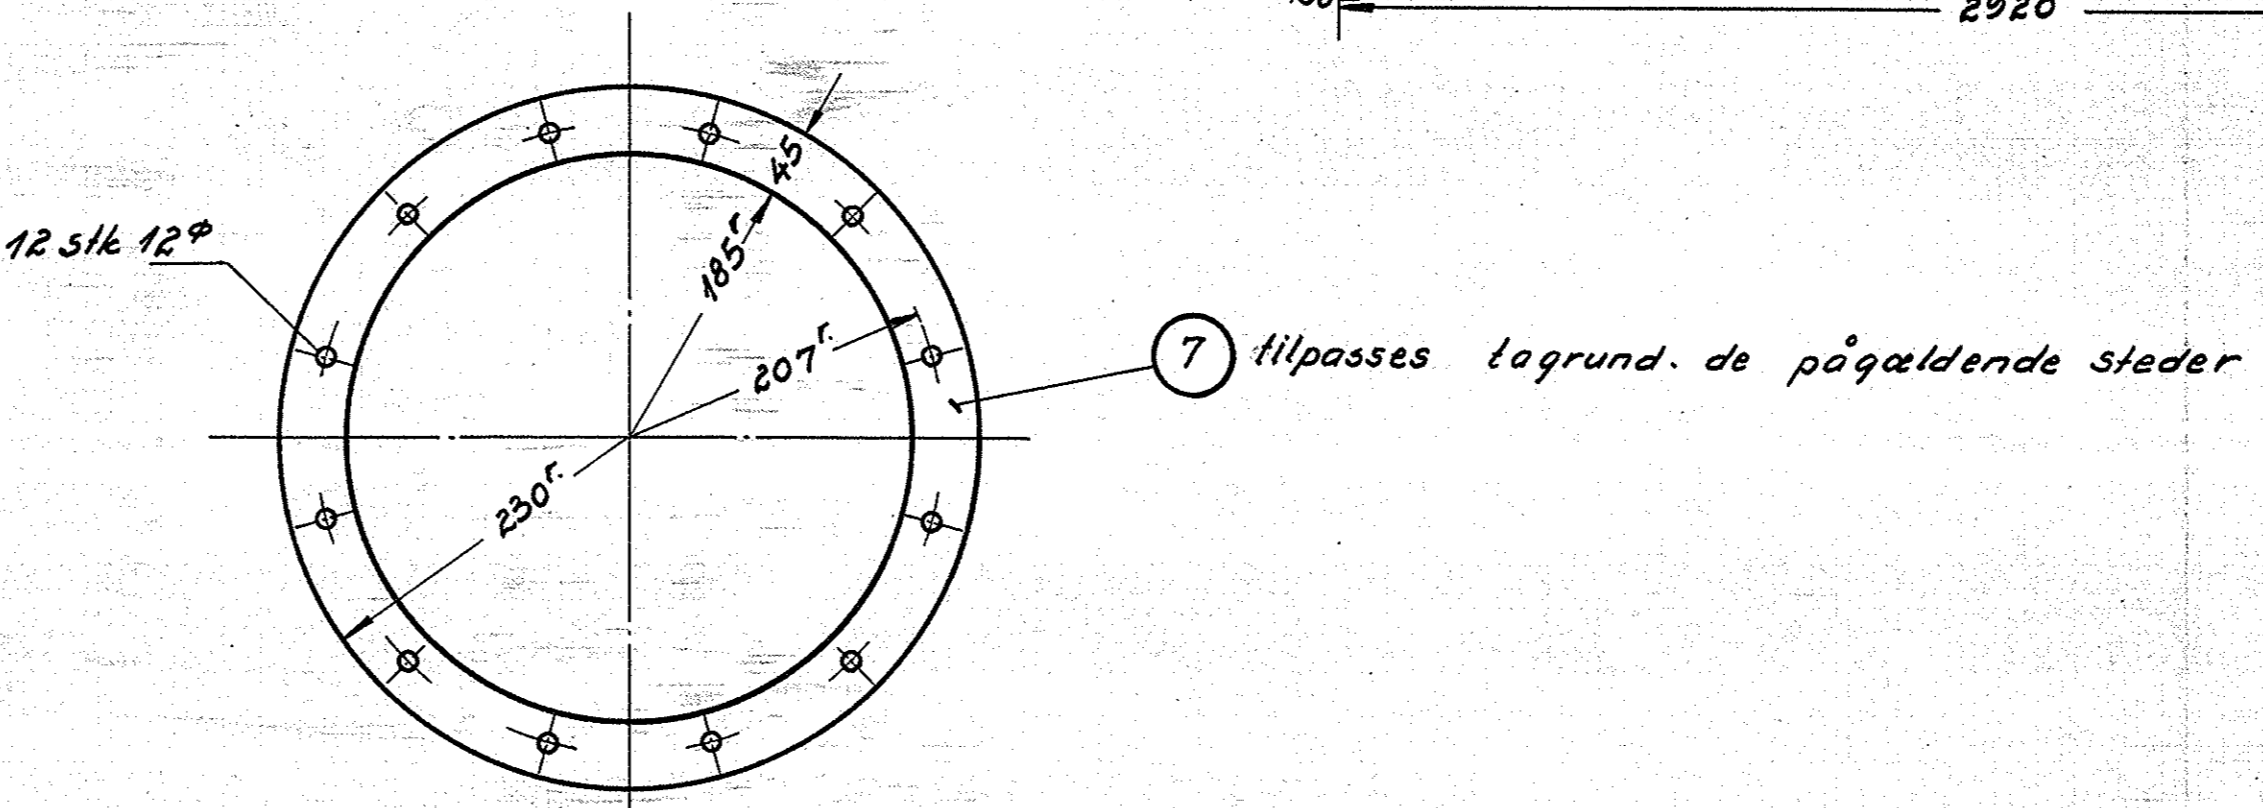 2920
45
185r.
12 stk 12φ
207r.
7 tilpasses tagrund. de pågældende steder
230r.